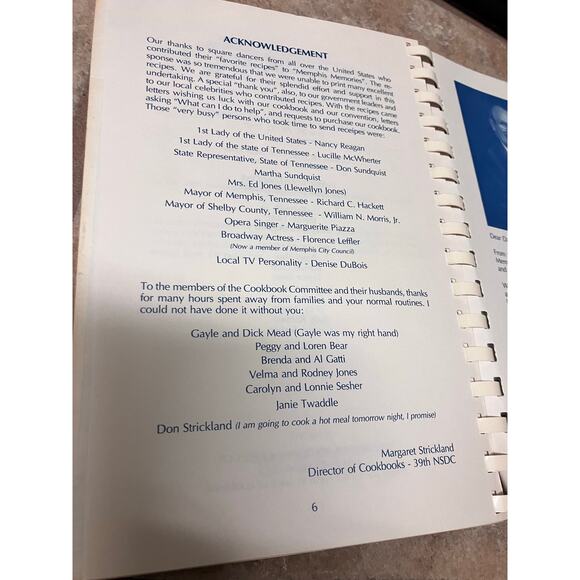 ACKNOWLEDGEMENT
Our thanks to square dancers from all over the United States who
contributed their "favorite recipes" to "Memphis Memories". The re-
sponse was so tremendous that we were unable to print many excellent
recipes. We are grateful for their splendid effort and support in this
undertaking. A special "thank you", also, to our government leaders and
to our local celebrities who contributed recipes. With the recipes came
letters wishing us luck with our cookbook and our convention, letters
asking "What can I do to help", and requests to purchase our cookbook.
Those "very busy" persons who took time to send receipes were:
1st Lady of the United States - Nancy Reagan
1st Lady of the state of Tennessee - Lucille McWherter
State Representative, State of Tennessee - Don Sundquist
Martha Sundquist
Mrs. Ed Jones (Llewellyn Jones)
Mayor of Memphis, Tennessee - Richard C. Hackett
Mayor of Shelby County, Tennessee - William N. Morris, Jr.
Opera Singer - Marguerite Piazza
Broadway Actress - Florence Leffler
(Now a member of Memphis City Council)
Local TV Personality - Denise DuBois
To the members of the Cookbook Committee and their husbands, thanks
for many hours spent away from families and your normal routines. I
could not have done it without you:
Gayle and Dick Mead (Gayle was my right hand)
Peggy and Loren Bear
Brenda and Al Gatti
Velma and Rodney Jones
Carolyn and Lonnie Sesher
Janie Twaddle
Don Strickland (I am going to cook a hot meal tomorrow night, I promise)
Margaret Strickland
Director of Cookbooks - 39th NSDC
6
Dear
From
and